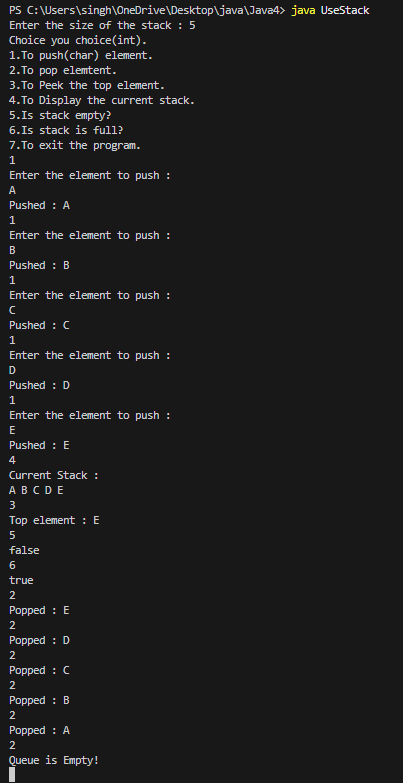 PS C:\Users\singh\OneDrive\Desktop\java\Java4> java UseStack
Enter the size of the stack : 5
Choice you choice(int).
1.To push(char) element.
2.To pop elemtent.
3.To Peek the top element.
4.To Display the current stack.
5.Is stack empty?
6.Is stack is full?
7.To exit the program.
1
Enter the element to push :
A
Pushed : A
1
Enter the element to push :
B
Pushed : B
1
Enter the element to push :
C
Pushed : C
1
Enter the element to push :
D
Pushed : D
1
Enter the element to push :
E
Pushed : E
4
Current Stack :
A B C D E
3
Top element : E
5
false
6
true
2
Popped : E
2
Popped : D
2
Popped : C
2
Popped : B
2
Popped : A
2
Queue is Empty!